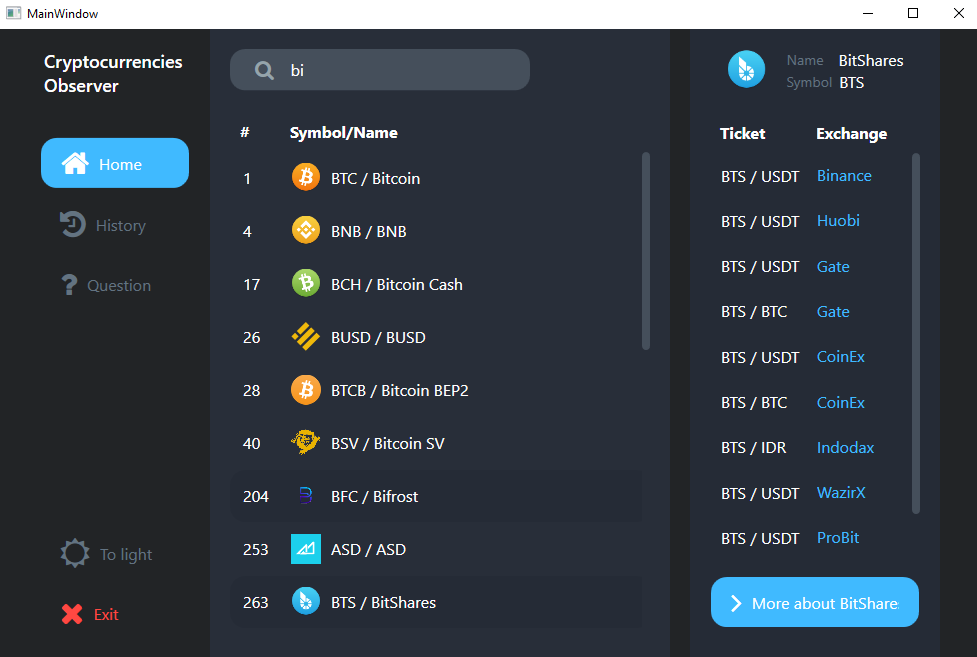 MainWindow
Cryptocurrencies
Observer
Home
History
Question
To light
Exit
bi
# Symbol/Name
1 BTC / Bitcoin
4 BNB / BNB
17 BCH / Bitcoin Cash
26 BUSD / BUSD
28 BTCB / Bitcoin BEP2
40 BSV / Bitcoin SV
204 BFC / Bifrost
253 ASD / ASD
263 BTS / BitShares
Name BitShares
Symbol BTS
Ticket Exchange
BTS / USDT Binance
BTS / USDT Huobi
BTS / USDT Gate
BTS / BTC Gate
BTS / USDT CoinEx
BTS / BTC CoinEx
BTS / IDR Indodax
BTS / USDT WazirX
BTS / USDT ProBit
More about BitShare